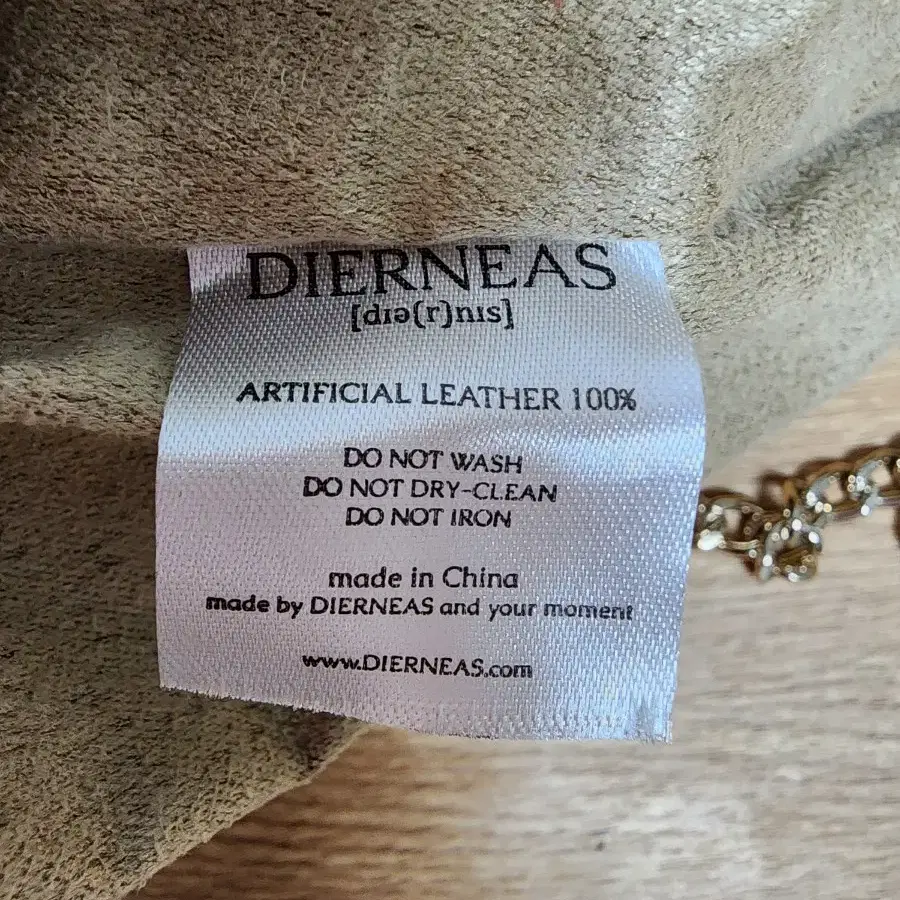 DIERNEAS
[dɪə(r)nɪs]
ARTIFICIAL LEATHER 100%
DO NOT WASH
DO NOT DRY-CLEAN
DO NOT IRON
made in China
made by DIERNEAS and your moment
www.DIERNEAS.com